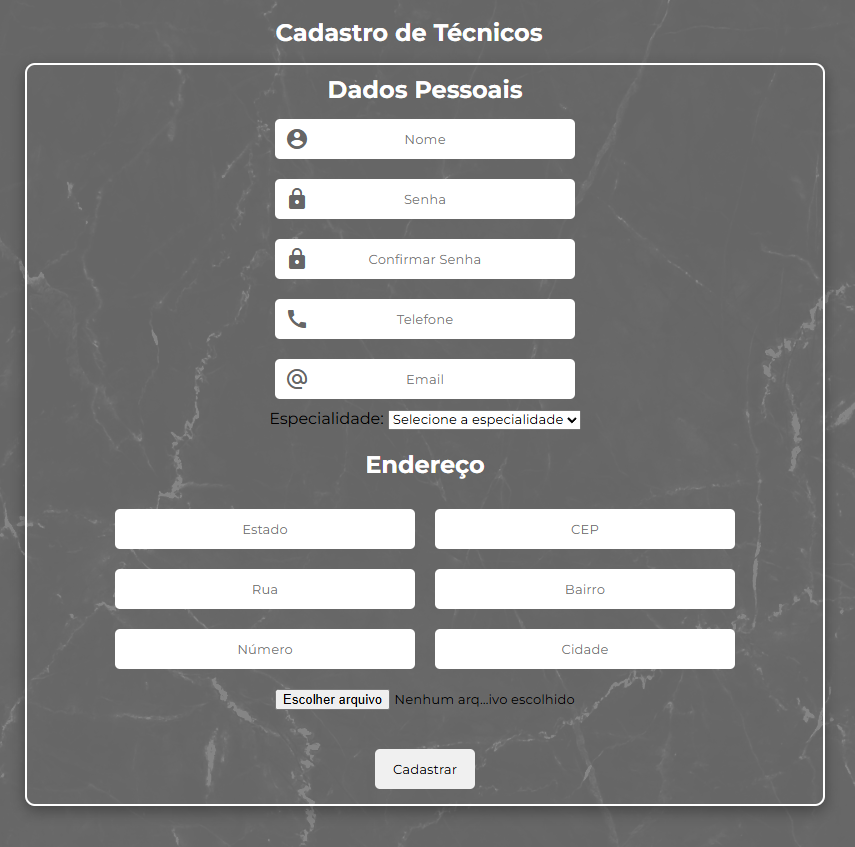 Cadastro de Técnicos
Dados Pessoais
Nome
Senha
Confirmar Senha
Telefone
Email
Especialidade: Selecione a especialidade
Endereço
Estado CEP
Rua Bairro
Número Cidade
Escolher arquivo Nenhum arq...ivo escolhido
Cadastrar